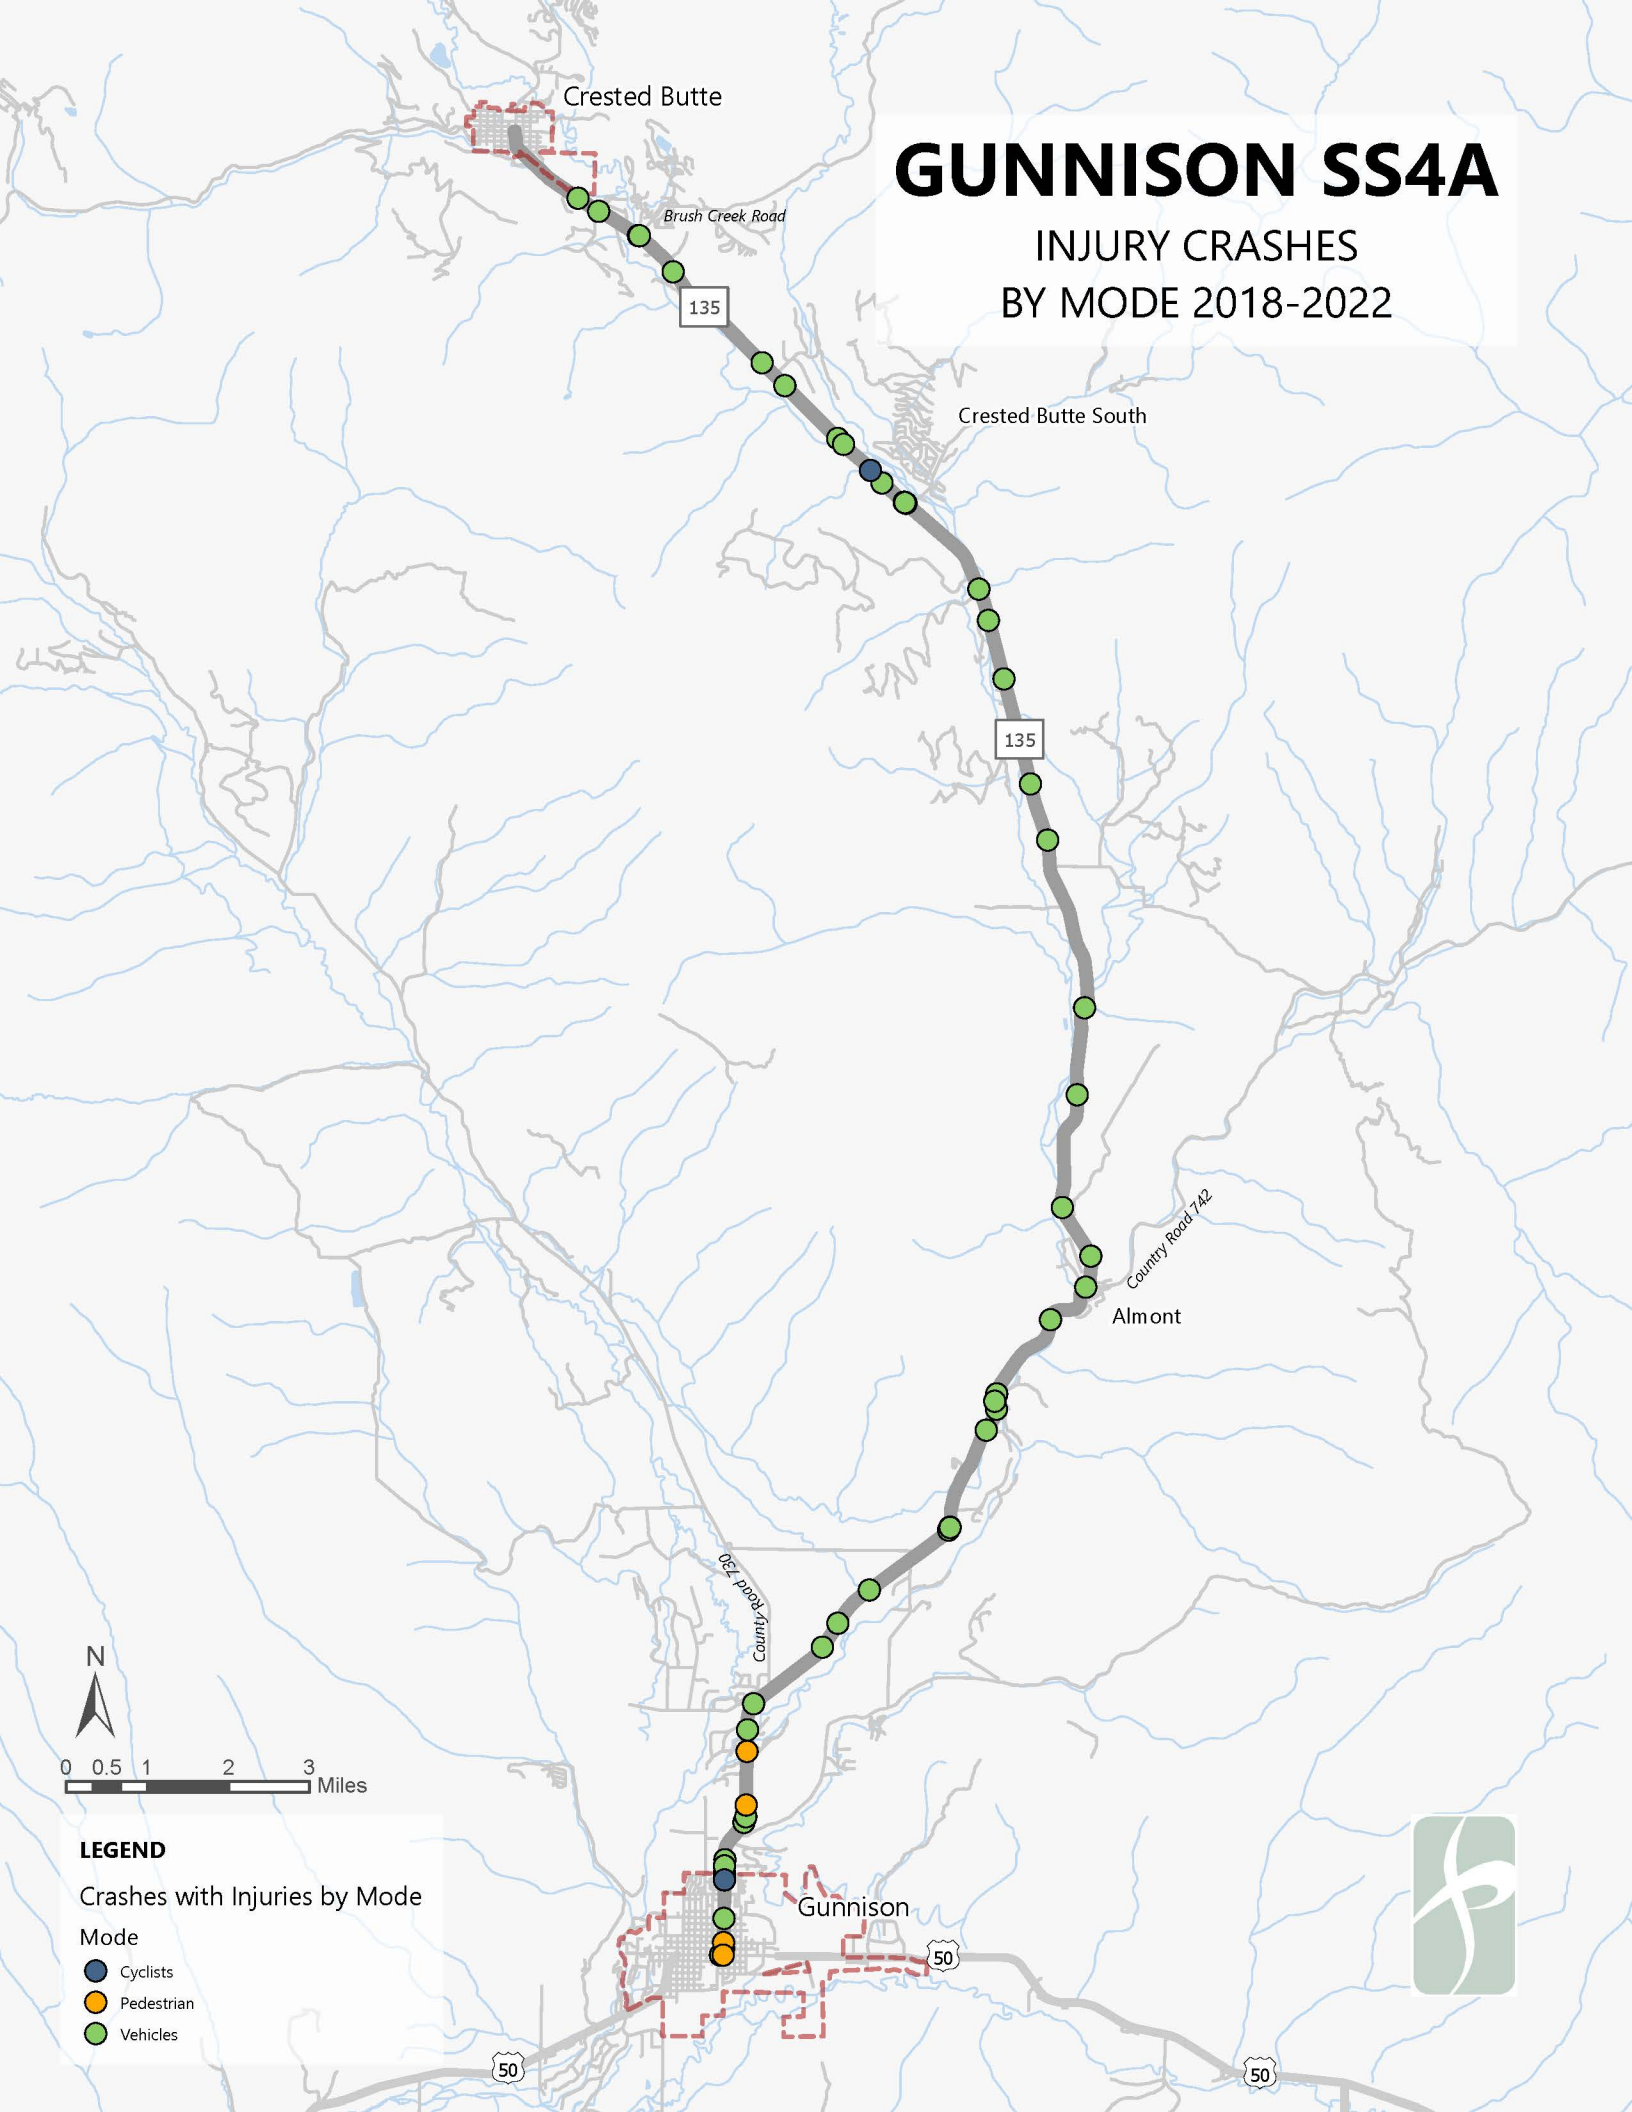 Crested Butte
GUNNISON SS4A
INJURY CRASHES
BY MODE 2018-2022
Brush Creek Road
135
Crested Butte South
135
Country Road 742
Almont
County Road 730
N
0 0.5 1 2 3
Miles
LEGEND
Crashes with Injuries by Mode
Mode
Cyclists
Pedestrian
Vehicles
Gunnison
50
50
50